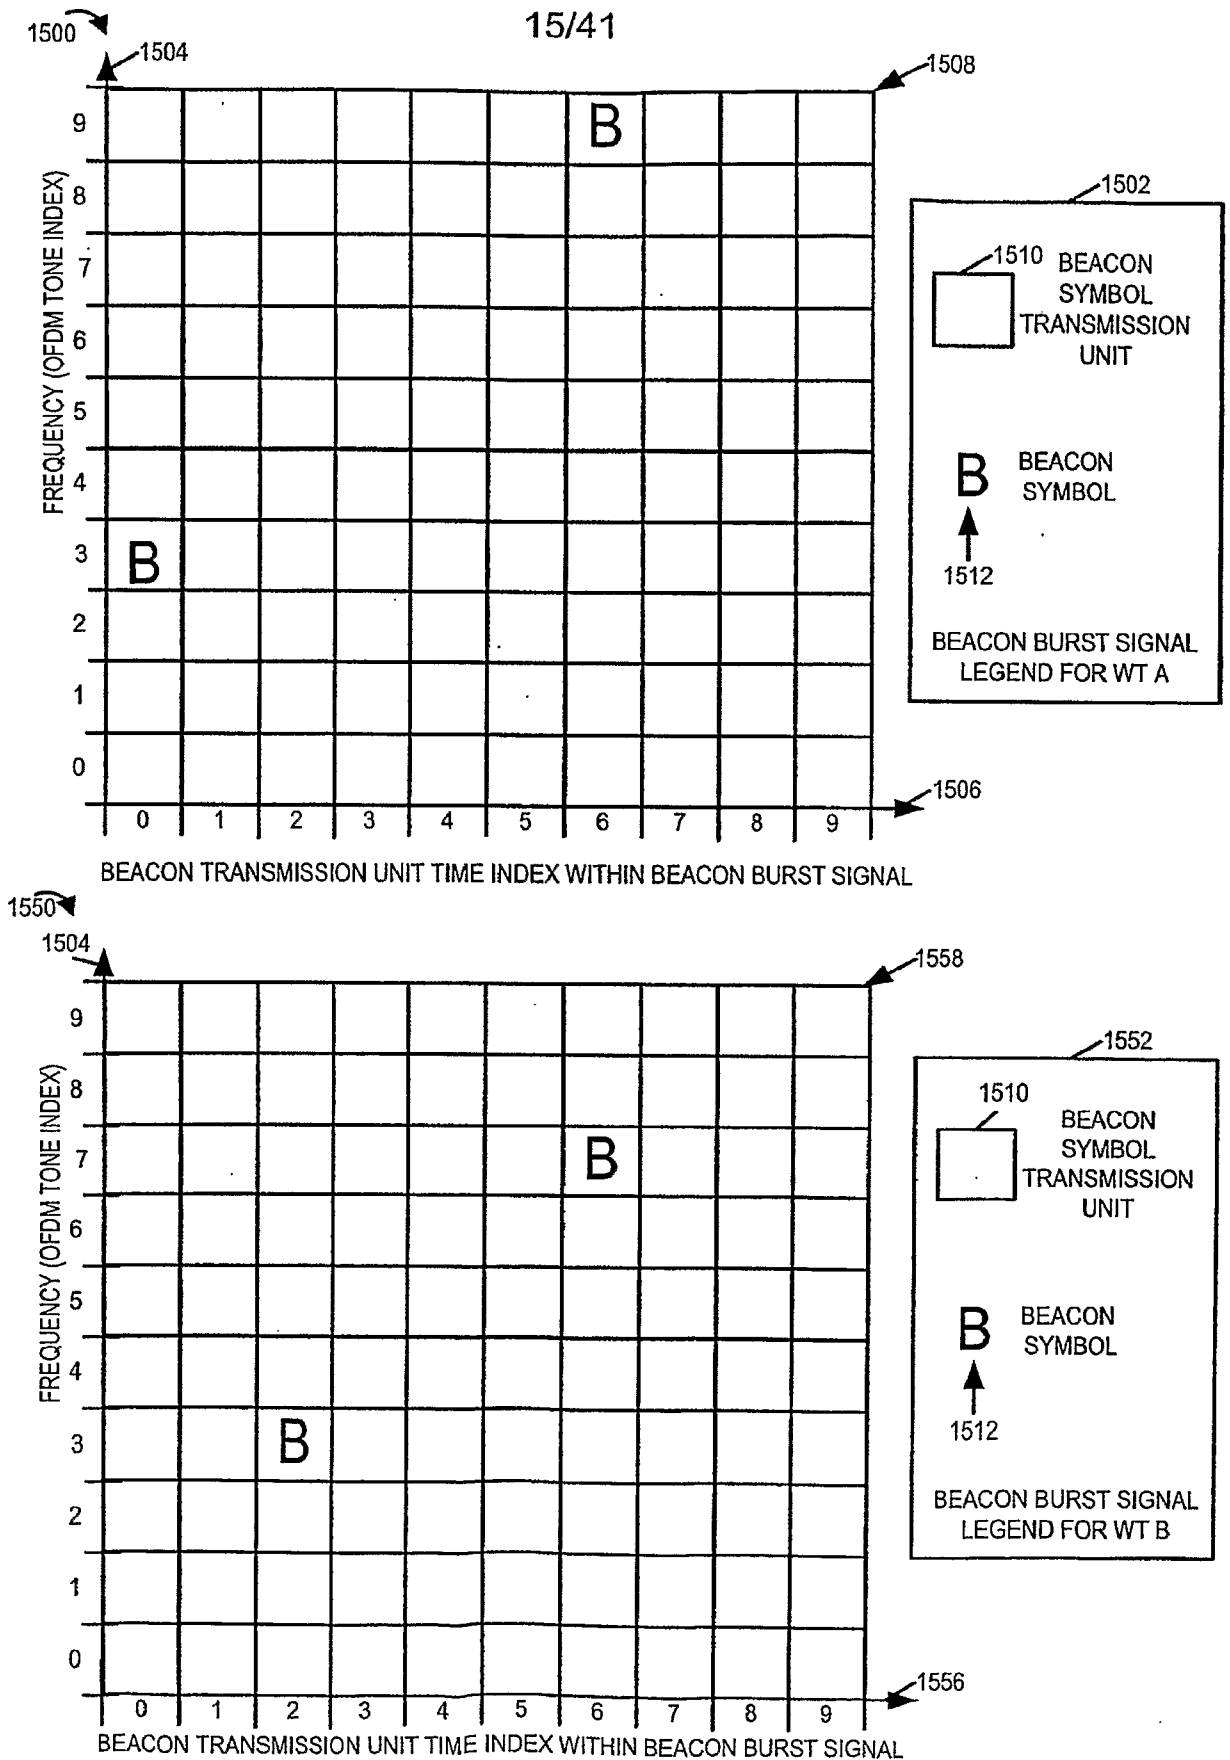 15/41
1500
1504
1508
9
B
8
7
6
5
4
3
B
2
1
0
FREQUENCY (OFDM TONE INDEX)
0 1 2 3 4 5 6 7 8 9
1506
BEACON TRANSMISSION UNIT TIME INDEX WITHIN BEACON BURST SIGNAL
1502
1510
BEACON
SYMBOL
TRANSMISSION
UNIT
B
BEACON
SYMBOL
1512
BEACON BURST SIGNAL
LEGEND FOR WT A
1550
1504
1558
9
8
7
B
6
5
4
3
B
2
1
0
FREQUENCY (OFDM TONE INDEX)
0 1 2 3 4 5 6 7 8 9
1556
BEACON TRANSMISSION UNIT TIME INDEX WITHIN BEACON BURST SIGNAL
1552
1510
BEACON
SYMBOL
TRANSMISSION
UNIT
B
BEACON
SYMBOL
1512
BEACON BURST SIGNAL
LEGEND FOR WT B